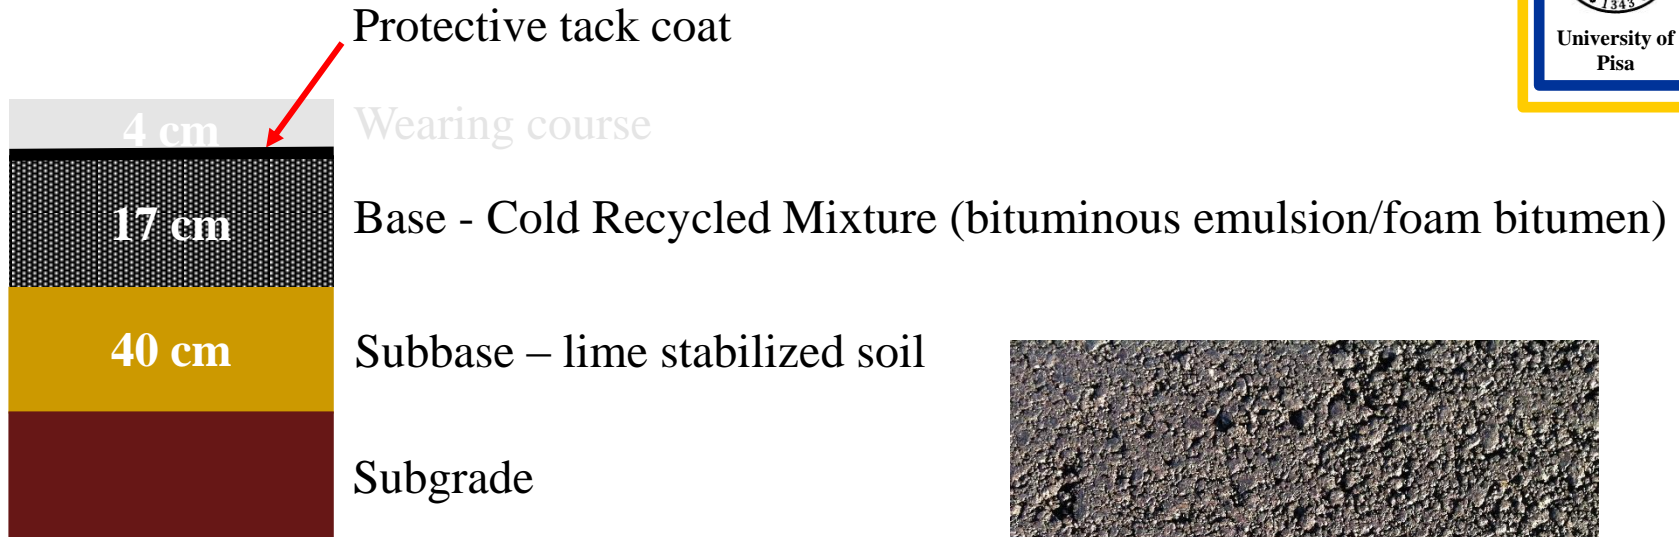 Protective tack coat
1343
University of
Pisa
4 cm
Wearing course
17 cm
Base - Cold Recycled Mixture (bituminous emulsion/foam bitumen)
40 cm
Subbase – lime stabilized soil
Subgrade